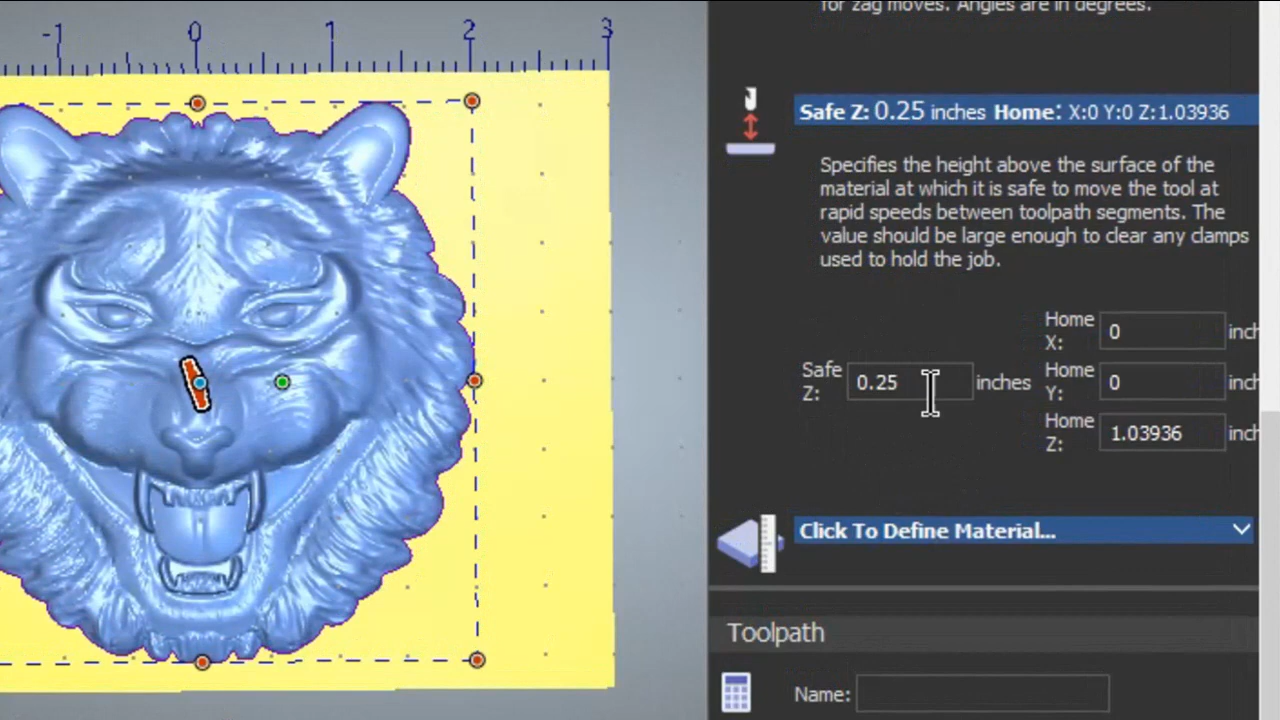 for zag moves. Angles are in degrees.
-1 0 1 2 3
Safe Z: 0.25 inches Home: X:0 Y:0 Z:1.03936
Specifies the height above the surface of the
material at which it is safe to move the tool at
rapid speeds between toolpath segments. The
value should be large enough to clear any clamps
used to hold the job.
Home X: 0 inch
Safe Z: 0.25 inches
Home Y: 0 inch
Home Z: 1.03936 inch
Click To Define Material...
Toolpath
Name: